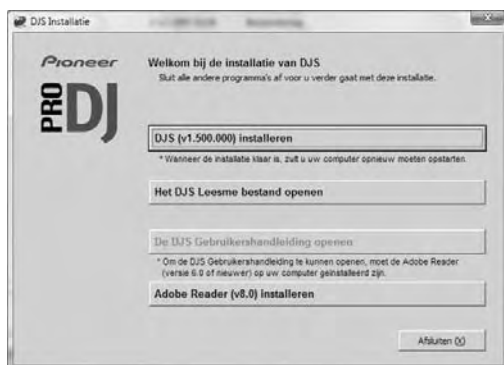 DJS Installatie
Pioneer
PRO DJ
Welkom bij de installatie van DJS
Sluit alle andere programma's af voor u verder gaat met deze installatie.
DJS (v1.500.000) installeren
* Wanneer de installatie klaar is, zult u uw computer opnieuw moeten opstarten.
Het DJS Leesme bestand openen
De DJS Gebruikershandleiding openen
* Om de DJS Gebruikershandleiding te kunnen openen, moet de Adobe Reader
(versie 6.0 of nieuwer) op uw computer geïnstalleerd zijn.
Adobe Reader (v8.0) installeren
Afsluiten (X)